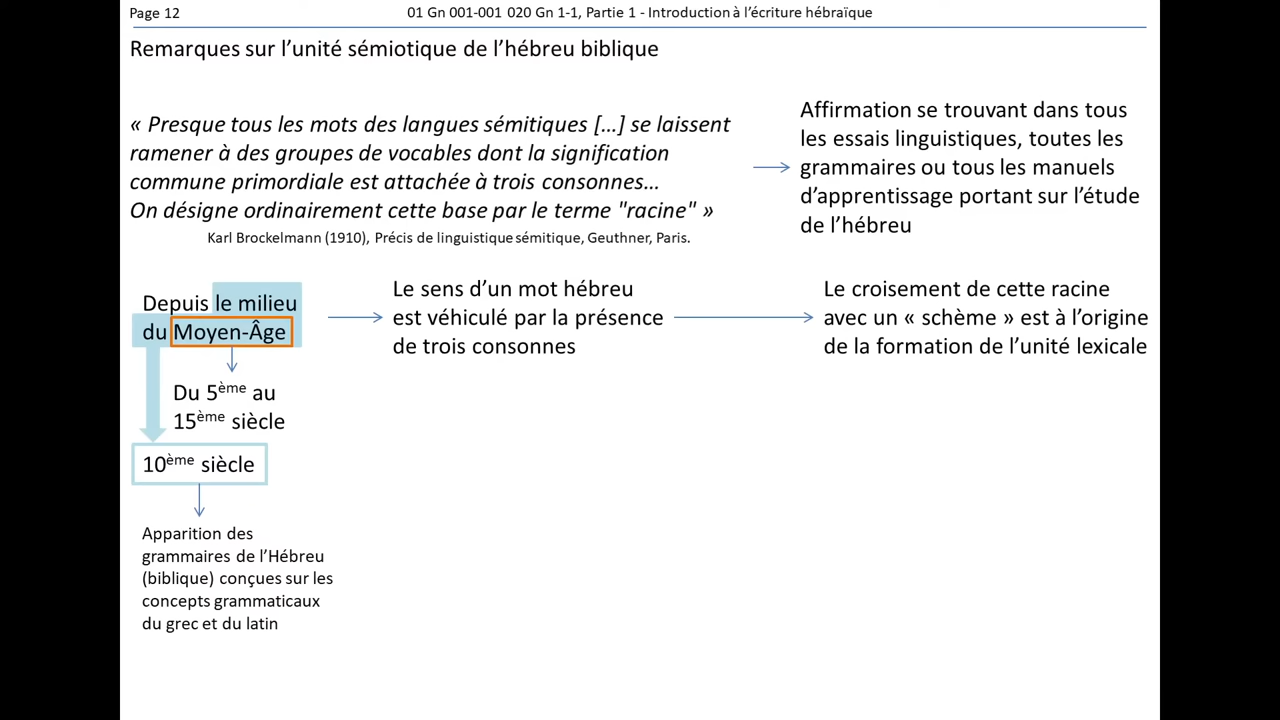 Page 12
01 Gn 001-001 020 Gn 1-1, Partie 1 - Introduction à l’écriture hébraïque
Remarques sur l’unité sémiotique de l’hébreu biblique
« Presque tous les mots des langues sémitiques […] se laissent
ramener à des groupes de vocables dont la signification
commune primordiale est attachée à trois consonnes…
On désigne ordinairement cette base par le terme "racine" »
Karl Brockelmann (1910), Précis de linguistique sémitique, Geuthner, Paris.
Affirmation se trouvant dans tous
les essais linguistiques, toutes les
grammaires ou tous les manuels
d’apprentissage portant sur l’étude
de l’hébreu
Depuis le milieu
du Moyen-Âge
Du 5ème au
15ème siècle
10ème siècle
Apparition des
grammaires de l’Hébreu
(biblique) conçues sur les
concepts grammaticaux
du grec et du latin
Le sens d’un mot hébreu
est véhiculé par la présence
de trois consonnes
Le croisement de cette racine
avec un « schème » est à l’origine
de la formation de l’unité lexicale